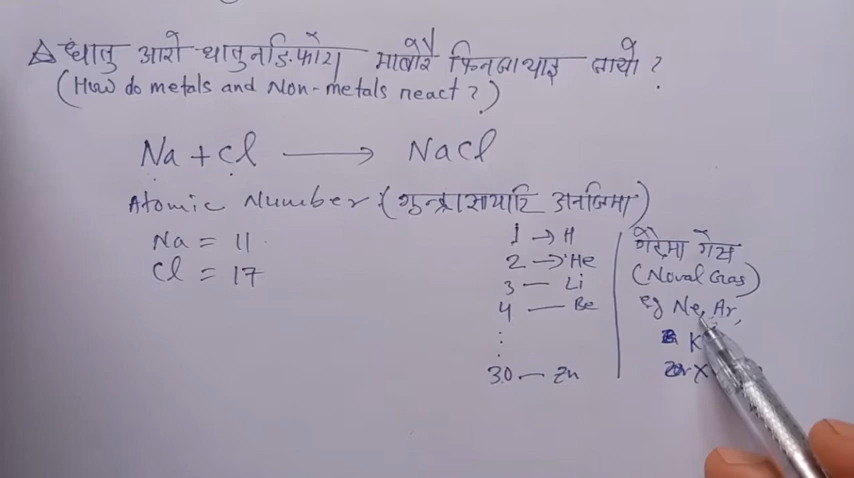 धातु आरो धातुनङि फोरा माबोरै फिनजाथाइ जायो?
(How do metals and Non-metals react?)
Na + Cl → NaCl
Atomic Number (गुन्द्रासायारि अनजिमा)
Na = 11
Cl = 17
1 → H
2 → He
3 — Li
4 — Be
⋮
30 — Zn
गेस
(Noval Gas)
eg Ne, Ar,
K
X